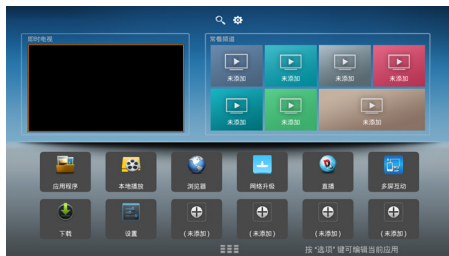 即时电视
常看频道
未添加
未添加
未添加
未添加
未添加
未添加
未添加
应用程序
本地播放
浏览器
网络升级
直播
多屏互动
下载
设置
(未添加)
(未添加)
(未添加)
(未添加)
按 "选项" 键可编辑当前应用